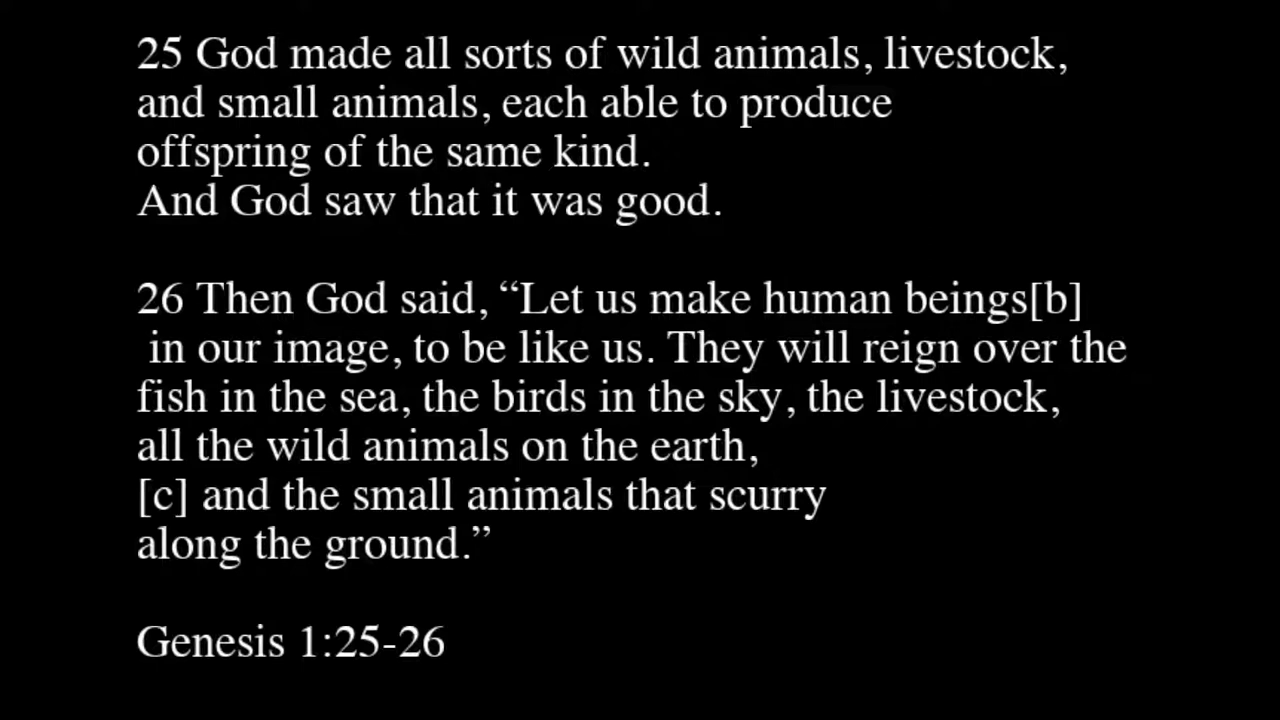 25 God made all sorts of wild animals, livestock,
and small animals, each able to produce
offspring of the same kind.
And God saw that it was good.
26 Then God said, “Let us make human beings[b]
in our image, to be like us. They will reign over the
fish in the sea, the birds in the sky, the livestock,
all the wild animals on the earth,
[c] and the small animals that scurry
along the ground.”
Genesis 1:25-26